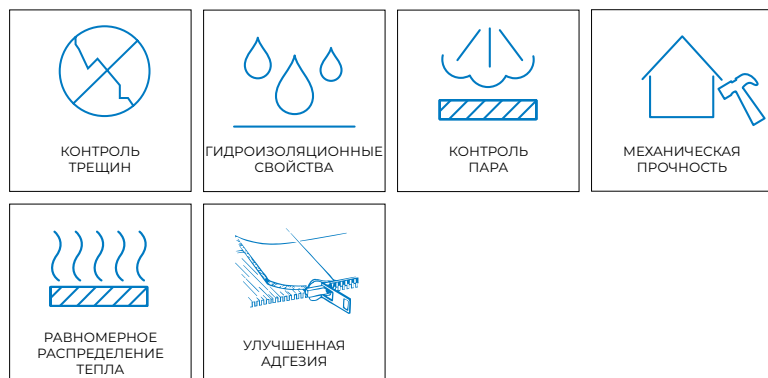 КОНТРОЛЬ
ТРЕЩИН
ГИДРОИЗОЛЯЦИОННЫЕ
СВОЙСТВА
КОНТРОЛЬ
ПАРА
МЕХАНИЧЕСКАЯ
ПРОЧНОСТЬ
РАВНОМЕРНОЕ
РАСПРЕДЕЛЕНИЕ
ТЕПЛА
УЛУЧШЕННАЯ
АДГЕЗИЯ